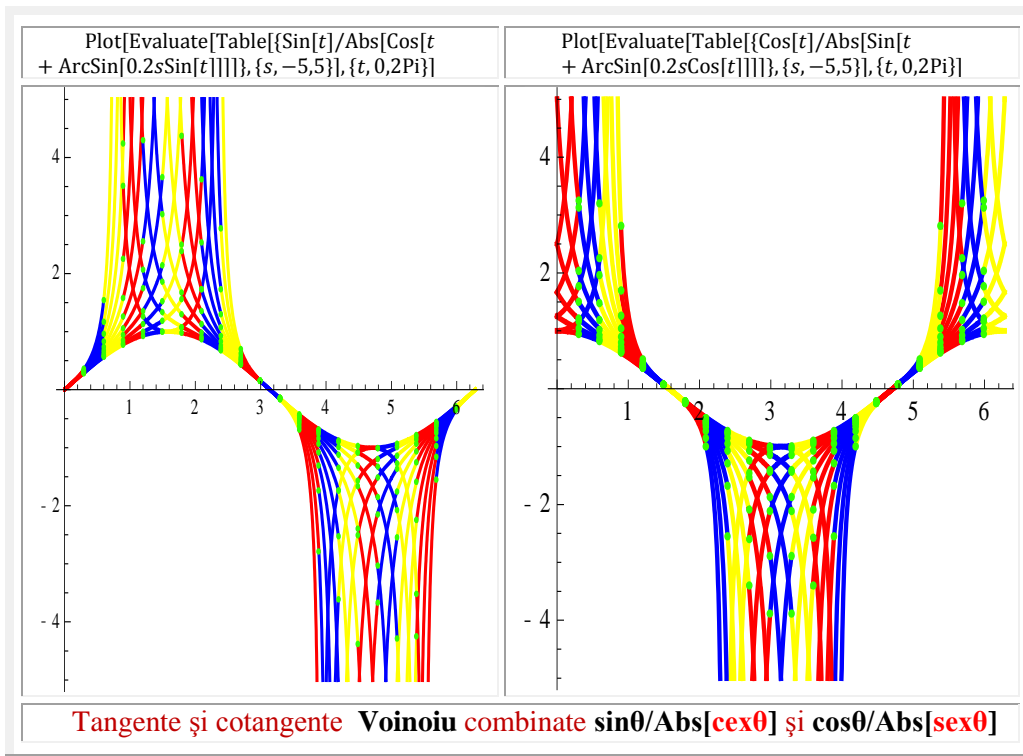 Plot[Evaluate[Table[{Sin[t]/Abs[Cos[t
+ ArcSin[0.2sSin[t]]]]},{s,−5,5}],{t,0,2Pi}]
Plot[Evaluate[Table[{Cos[t]/Abs[Sin[t
+ ArcSin[0.2sCos[t]]]]},{s,−5,5}],{t,0,2Pi}]
4
2
1 2 3 4 5 6
- 2
- 4
4
2
1 2 3 4 5 6
- 2
- 4
Tangente şi cotangente Voinoiu combinate sinθ/Abs[cexθ] şi cosθ/Abs[sexθ]